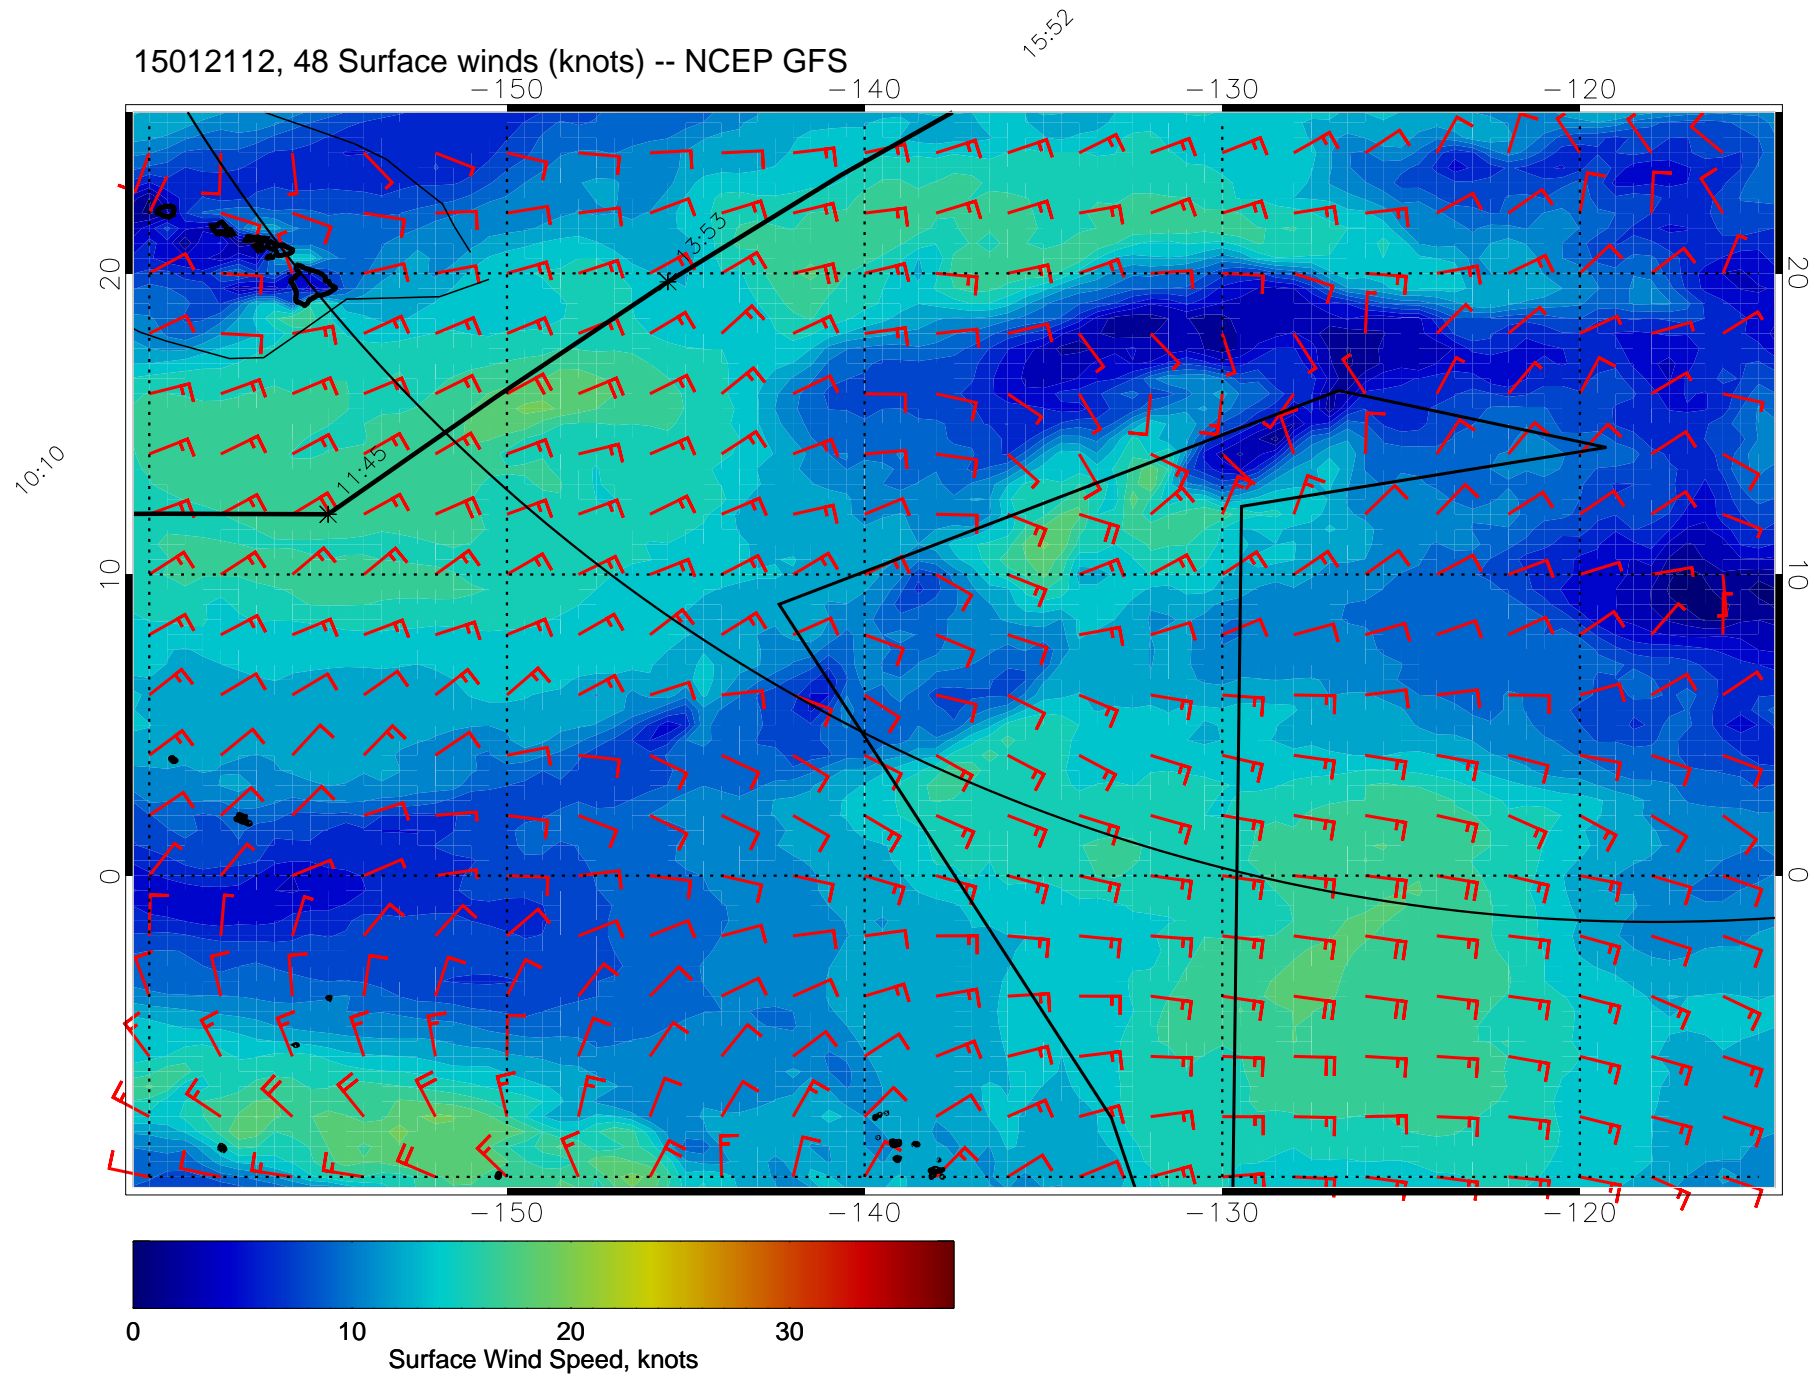 15:52
15012112, 48 Surface winds (knots) -- NCEP GFS
-150 -140 -130 -120
13:53
20 20
10:10
11:45
10 10
0 0
-150 -140 -130 -120
0 10 20 30
Surface Wind Speed, knots